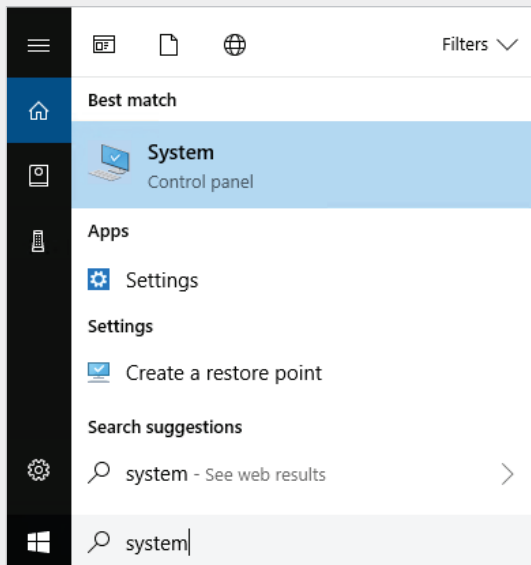 Filters
Best match
System
Control panel
Apps
Settings
Settings
Create a restore point
Search suggestions
system - See web results
system